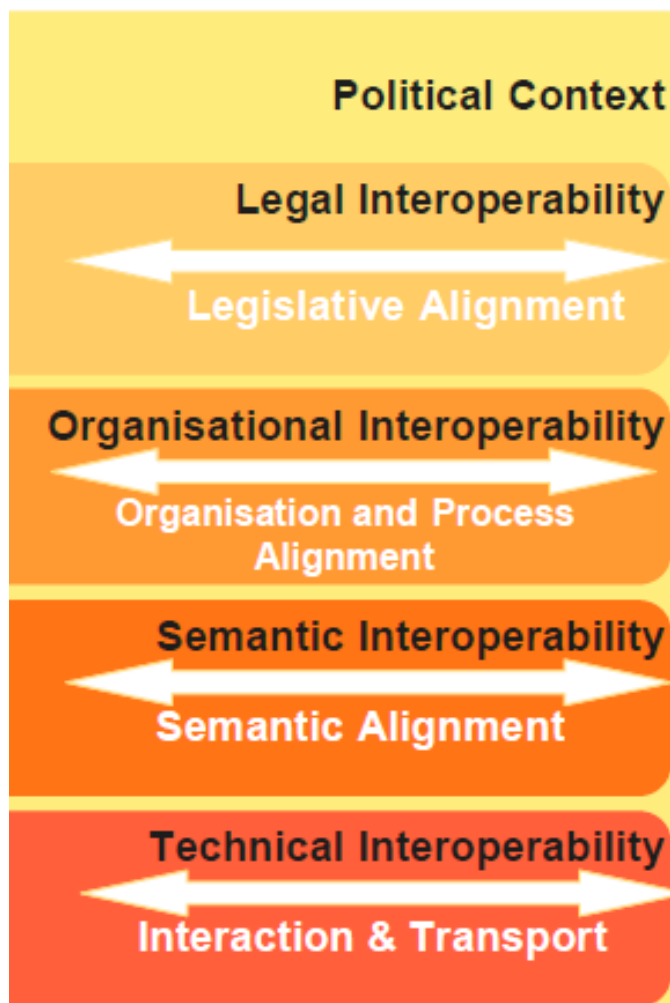 Political Context
Legal Interoperability
Legislative Alignment
Organisational Interoperability
Organisation and Process
Alignment
Semantic Interoperability
Semantic Alignment
Technical Interoperability
Interaction & Transport